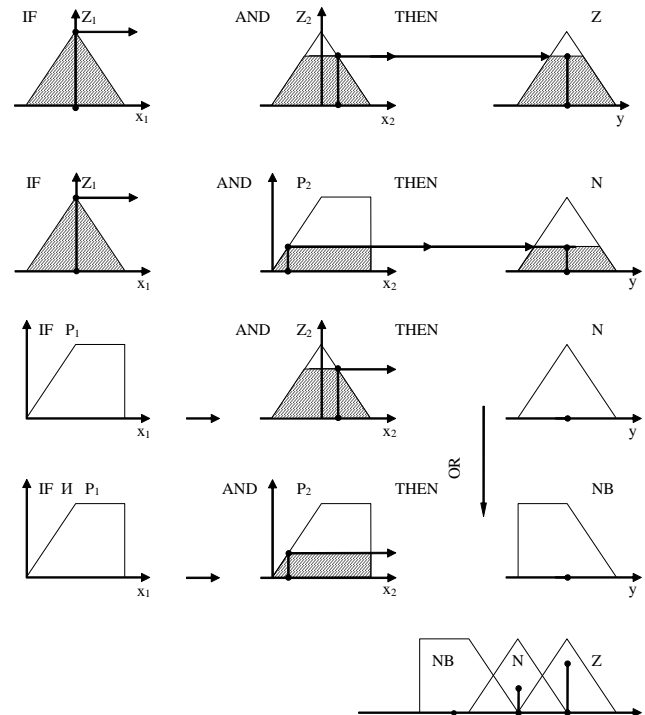 IF Z₁ AND Z₂ THEN Z
x₁ x₂ y
IF Z₁ AND P₂ THEN N
x₁ x₂ y
IF P₁ AND Z₂ THEN N
x₁ x₂ y
OR
IF И P₁ AND P₂ THEN NB
x₁ x₂ y
NB N Z